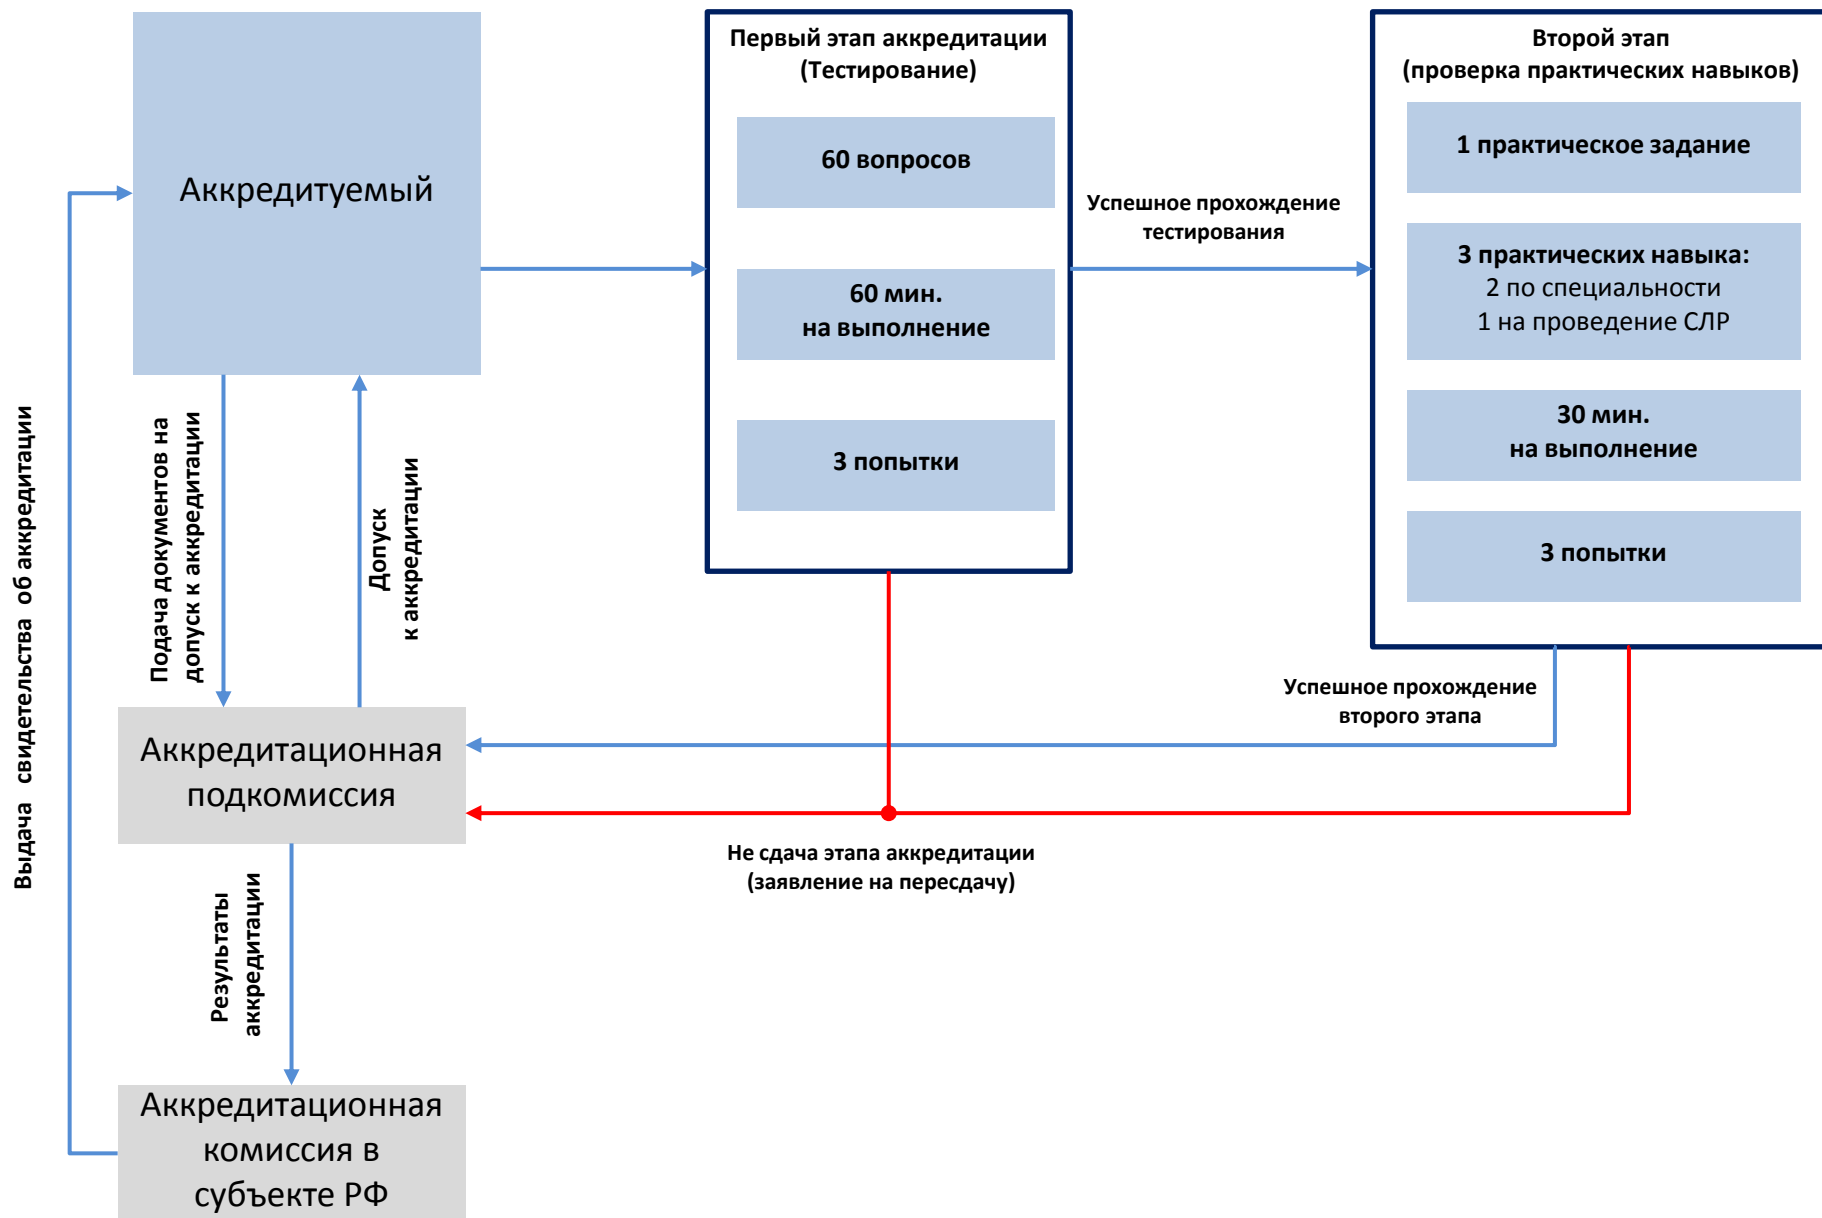 Аккредитуемый
Первый этап аккредитации
(Тестирование)
60 вопросов
60 мин.
на выполнение
3 попытки
Успешное прохождение
тестирования
Второй этап
(проверка практических навыков)
1 практическое задание
3 практических навыка:
2 по специальности
1 на проведение СЛР
30 мин.
на выполнение
3 попытки
Выдача свидетельства об аккредитации
Подача документов на
допуск к аккредитации
Допуск
к аккредитации
Успешное прохождение
второго этапа
Аккредитационная
подкомиссия
Не сдача этапа аккредитации
(заявление на пересдачу)
Результаты
аккредитации
Аккредитационная
комиссия в
субъекте РФ